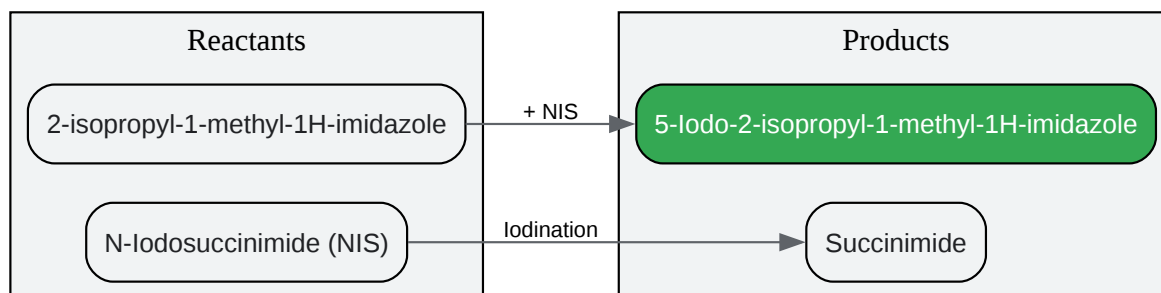 Reactants
Products
2-isopropyl-1-methyl-1H-imidazole
+ NIS
5-Iodo-2-isopropyl-1-methyl-1H-imidazole
N-Iodosuccinimide (NIS)
Iodination
Succinimide